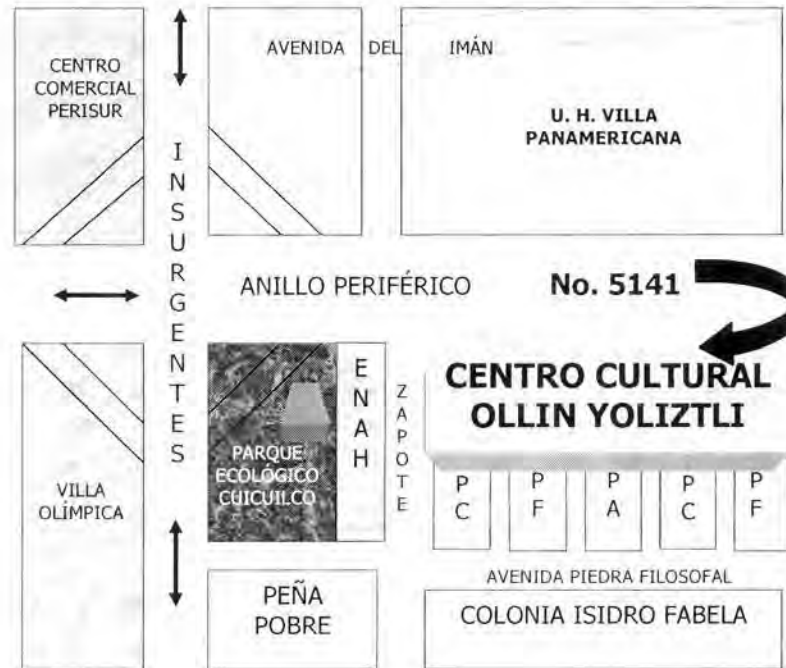 AVENIDA DEL IMÁN
CENTRO
COMERCIAL
PERISUR
U. H. VILLA
PANAMERICANA
INSURGENTES
ANILLO PERIFÉRICO
No. 5141
CENTRO CULTURAL
OLLIN YOLIZTLI
ENAH
ZAPOTE
PARQUE
ECOLÓGICO
CUICUILCO
VILLA
OLÍMPICA
PC
PF
PA
PC
PF
AVENIDA PIEDRA FILOSOFAL
PEÑA
POBRE
COLONIA ISIDRO FABELA